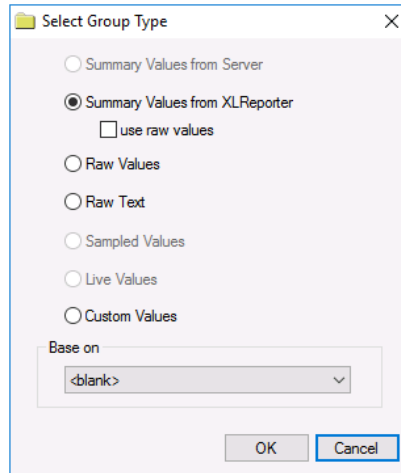 Select Group Type
Summary Values from Server
Summary Values from XLReporter
use raw values
Raw Values
Raw Text
Sampled Values
Live Values
Custom Values
Base on
<blank>
OK Cancel